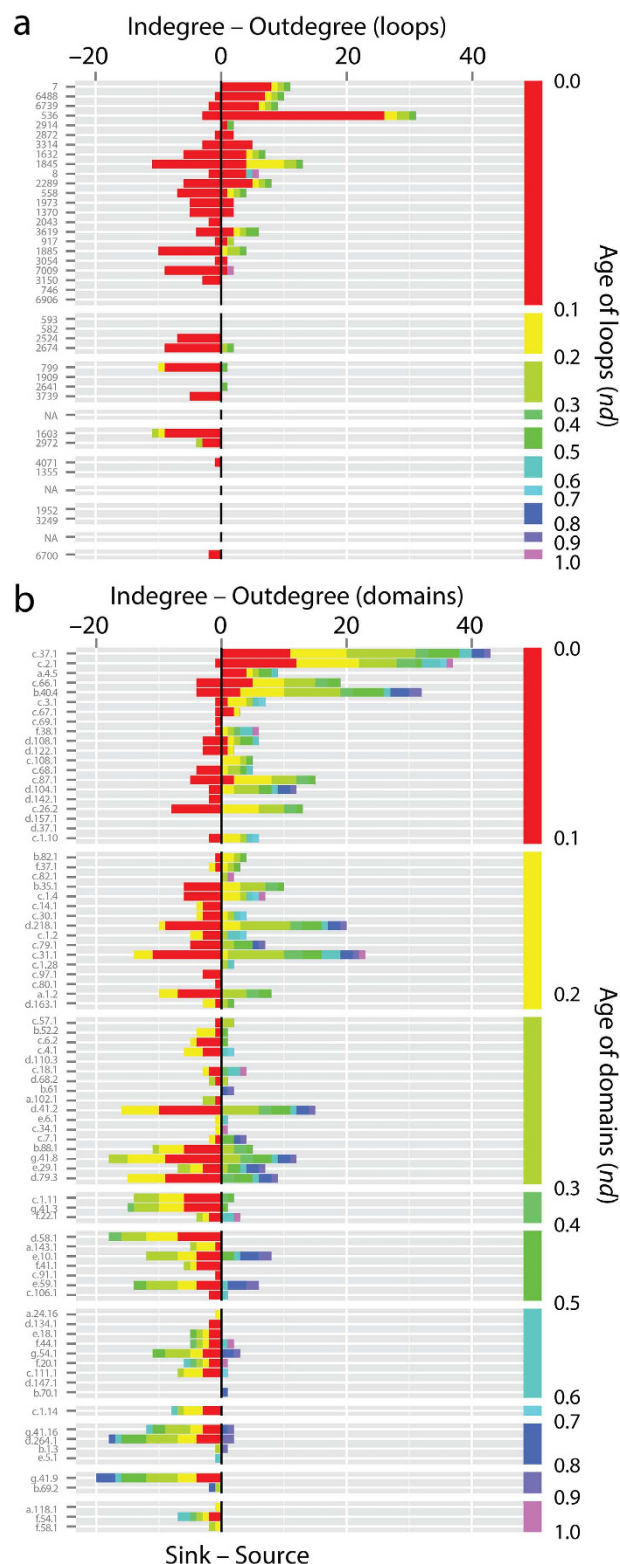 a
Indegree – Outdegree (loops)
−20 0 20 40
7
6488
6739
536
2914
2872
3314
1632
1845
8
2289
558
1973
1370
2043
3619
917
1885
3054
7009
3150
746
6906
593
582
2524
2674
799
1909
2641
3739
NA
1603
2972
4071
1355
NA
1952
3249
NA
6700
0.0
0.1
0.2
0.3
0.4
0.5
0.6
0.7
0.8
0.9
1.0
Age of loops (nd)
b
Indegree – Outdegree (domains)
−20 0 20 40
c.37.1
c.2.1
a.4.5
c.66.1
b.40.4
c.3.1
c.67.1
c.69.1
f.38.1
d.108.1
d.122.1
c.108.1
c.68.1
c.87.1
d.104.1
d.142.1
c.26.2
d.157.1
d.37.1
c.1.10
b.82.1
f.37.1
c.82.1
b.35.1
c.1.4
c.14.1
c.30.1
d.218.1
c.1.2
c.79.1
c.31.1
c.1.28
c.97.1
c.80.1
a.1.2
d.163.1
c.57.1
b.52.2
c.6.2
c.4.1
d.110.3
c.18.1
d.68.2
b.61
a.102.1
d.41.2
e.6.1
c.34.1
c.7.1
b.88.1
g.41.8
e.29.1
d.79.3
c.1.11
g.41.3
f.22.1
d.58.1
a.143.1
e.10.1
f.41.1
c.91.1
e.59.1
c.106.1
a.24.16
d.134.1
e.18.1
f.44.1
g.54.1
f.20.1
c.111.1
d.147.1
b.70.1
c.1.14
g.41.16
d.264.1
b.1.3
e.5.1
g.41.9
b.69.2
a.118.1
f.54.1
f.58.1
0.0
0.1
0.2
0.3
0.4
0.5
0.6
0.7
0.8
0.9
1.0
Age of domains (nd)
Sink – Source